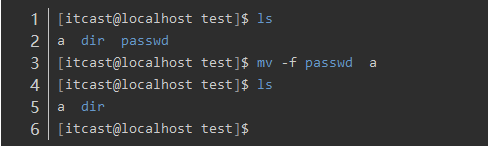 1 [itcast@localhost test]$ ls
2 a  dir  passwd
3 [itcast@localhost test]$ mv -f passwd  a
4 [itcast@localhost test]$ ls
5 a  dir
6 [itcast@localhost test]$